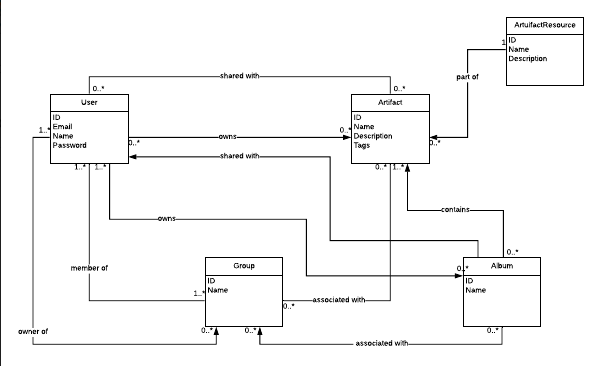 ArtuifactResource
ID
Name
Description
1
part of
shared with
0..*
0..*
User
ID
Email
Name
Password
Artifact
ID
Name
Description
Tags
1..*
owns
0..*
0..*
0..*
shared with
1..*
1..*
0..*
1..*
contains
owns
0..*
member of
Group
ID
Name
0..*
Album
ID
Name
1..*
associated with
0..*
owner of
0..*
0..*
associated with
0..*